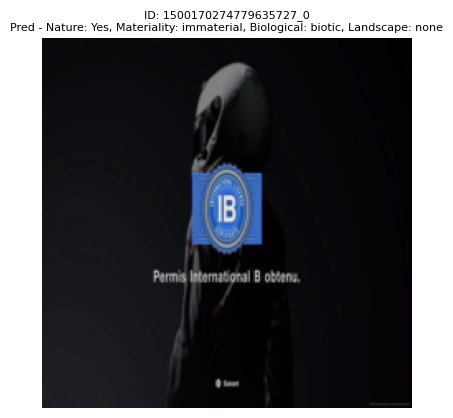 ID: 1500170274779635727_0
Pred - Nature: Yes, Materiality: immaterial, Biological: biotic, Landscape: none
IB
Permis International B obtenu.
Suivant